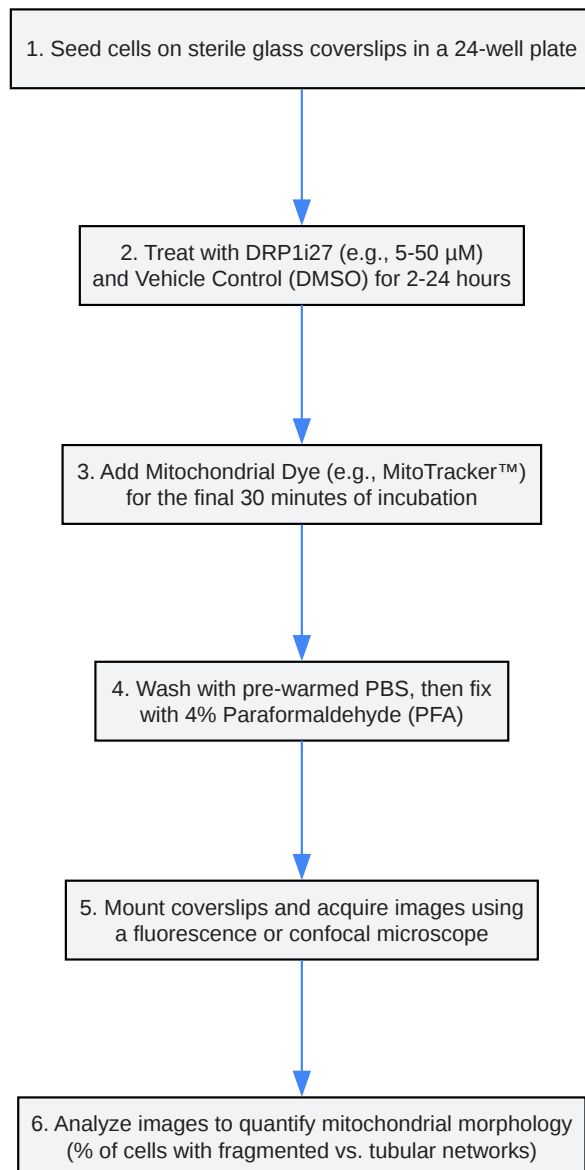 1. Seed cells on sterile glass coverslips in a 24-well plate
2. Treat with DRP1i27 (e.g., 5-50 µM)
and Vehicle Control (DMSO) for 2-24 hours
3. Add Mitochondrial Dye (e.g., MitoTracker™)
for the final 30 minutes of incubation
4. Wash with pre-warmed PBS, then fix
with 4% Paraformaldehyde (PFA)
5. Mount coverslips and acquire images using
a fluorescence or confocal microscope
6. Analyze images to quantify mitochondrial morphology
(% of cells with fragmented vs. tubular networks)